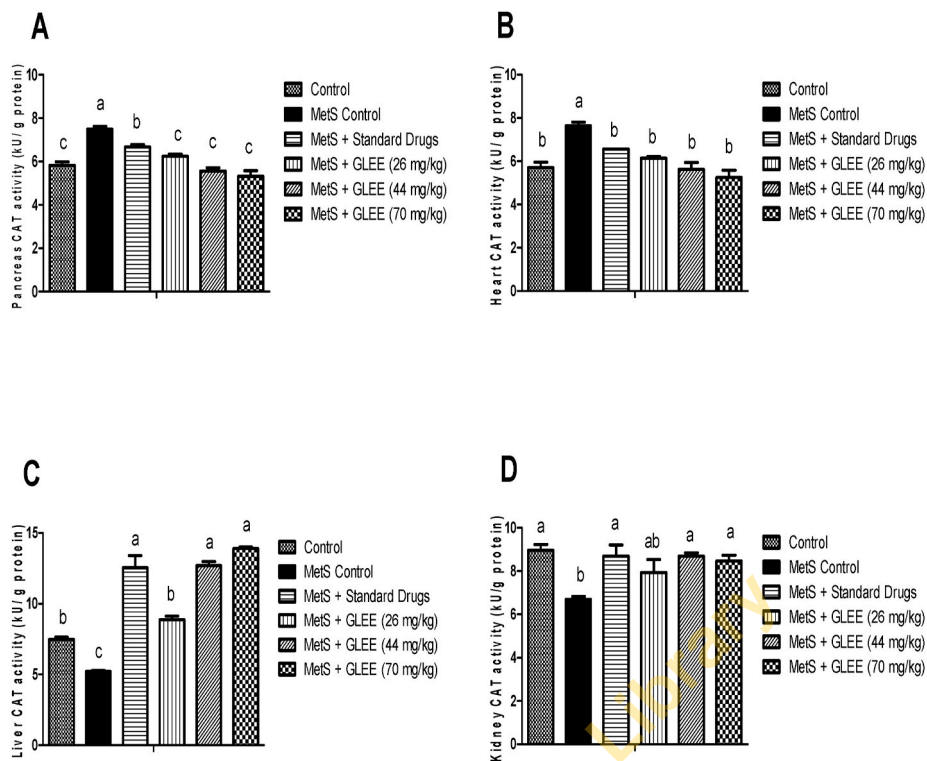 A
Pancreas CAT activity (kU/ g protein)
10
8
6
4
2
0
c
a
b
c
c
c
Control
MetS Control
MetS + Standard Drugs
MetS + GLEE (26 mg/kg)
MetS + GLEE (44 mg/kg)
MetS + GLEE (70 mg/kg)
B
Heart CAT activity (kU/ g protein)
10
8
6
4
2
0
b
a
b
b
b
b
Control
MetS Control
MetS + Standard Drugs
MetS + GLEE (26 mg/kg)
MetS + GLEE (44 mg/kg)
MetS + GLEE (70 mg/kg)
C
Liver CAT activity (kU/g protein)
15
10
5
0
b
c
a
b
a
a
Control
MetS Control
MetS + Standard Drugs
MetS + GLEE (26 mg/kg)
MetS + GLEE (44 mg/kg)
MetS + GLEE (70 mg/kg)
D
Kidney CAT activity (kU/g protein)
10
8
6
4
2
0
a
b
a
ab
a
a
Control
MetS Control
MetS + Standard Drugs
MetS + GLEE (26 mg/kg)
MetS + GLEE (44 mg/kg)
MetS + GLEE (70 mg/kg)
Library